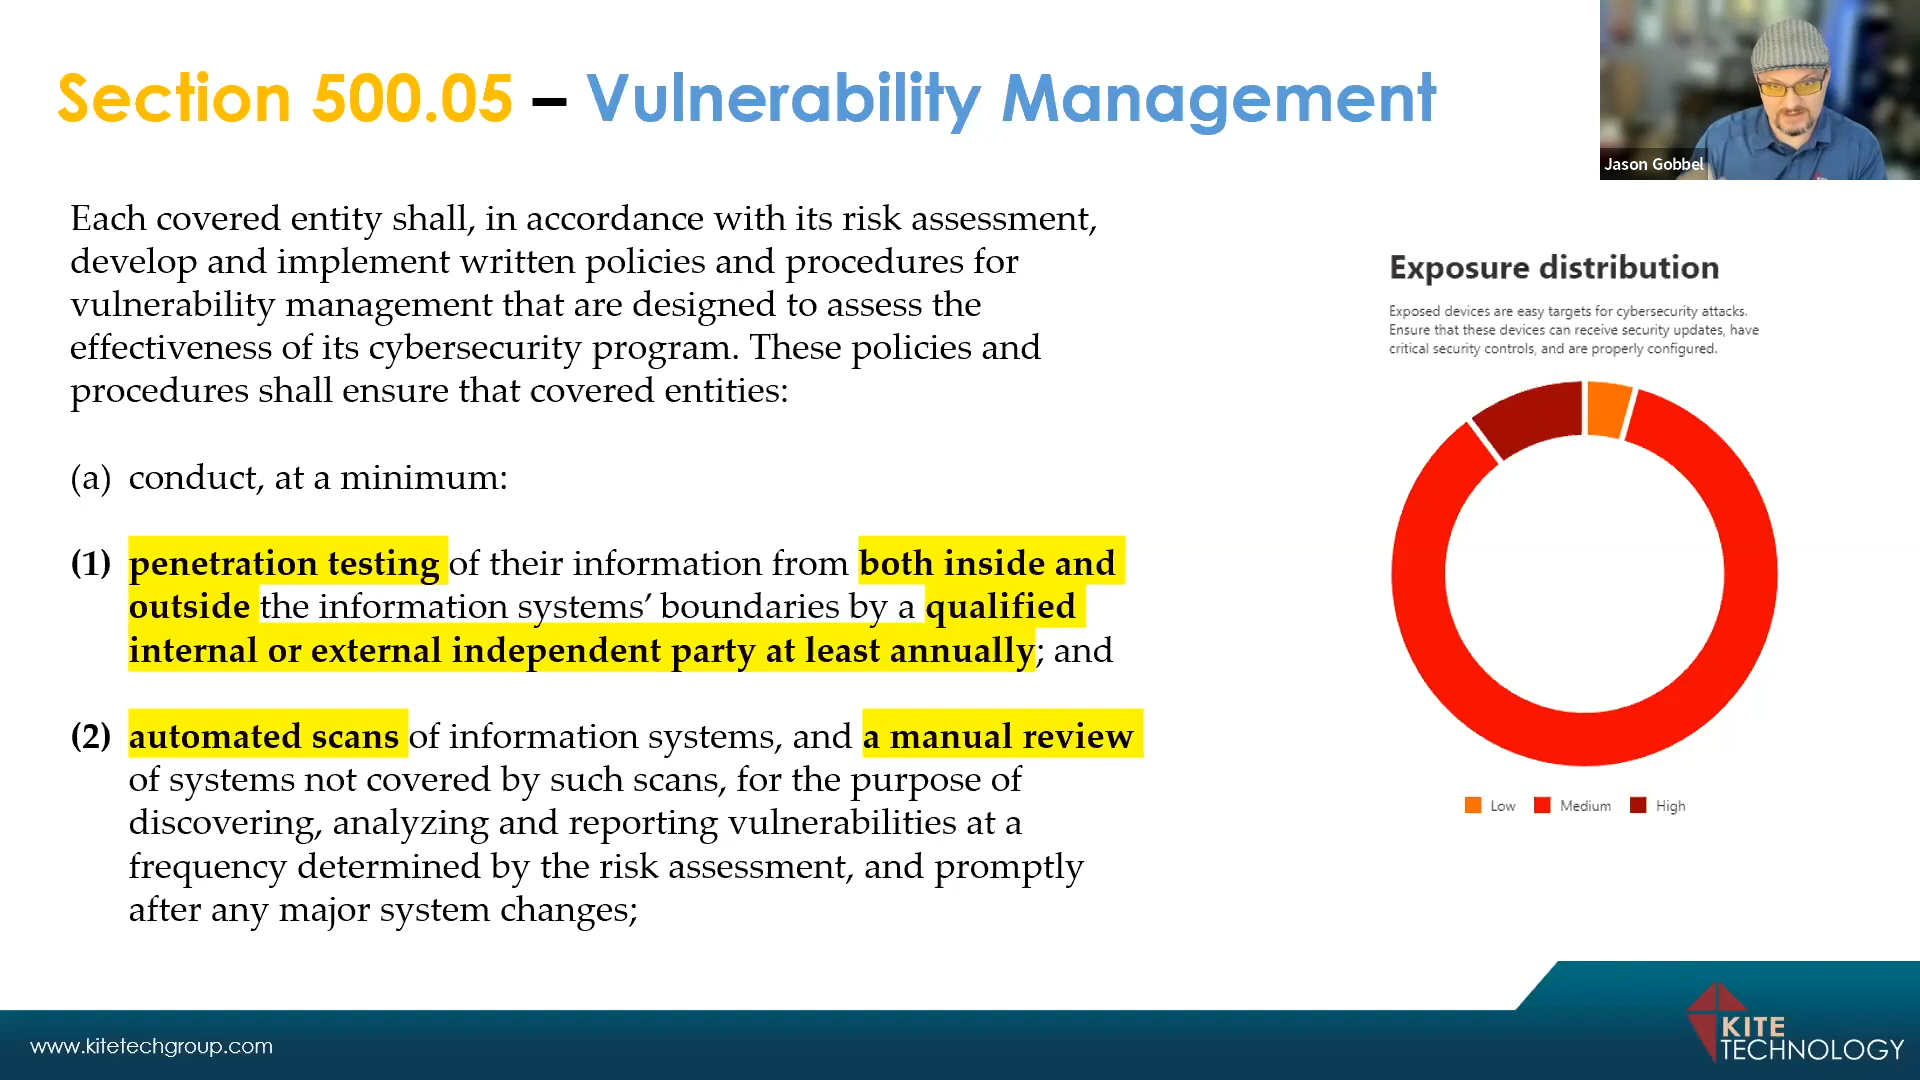 Section 500.05 – Vulnerability Management
Jason Gobbel
Each covered entity shall, in accordance with its risk assessment,
develop and implement written policies and procedures for
vulnerability management that are designed to assess the
effectiveness of its cybersecurity program. These policies and
procedures shall ensure that covered entities:
(a) conduct, at a minimum:
(1) penetration testing of their information from both inside and
outside the information systems’ boundaries by a qualified
internal or external independent party at least annually; and
(2) automated scans of information systems, and a manual review
of systems not covered by such scans, for the purpose of
discovering, analyzing and reporting vulnerabilities at a
frequency determined by the risk assessment, and promptly
after any major system changes;
Exposure distribution
Exposed devices are easy targets for cybersecurity attacks.
Ensure that these devices can receive security updates, have
critical security controls, and are properly configured.
Low Medium High
www.kitetechgroup.com
KITE
TECHNOLOGY